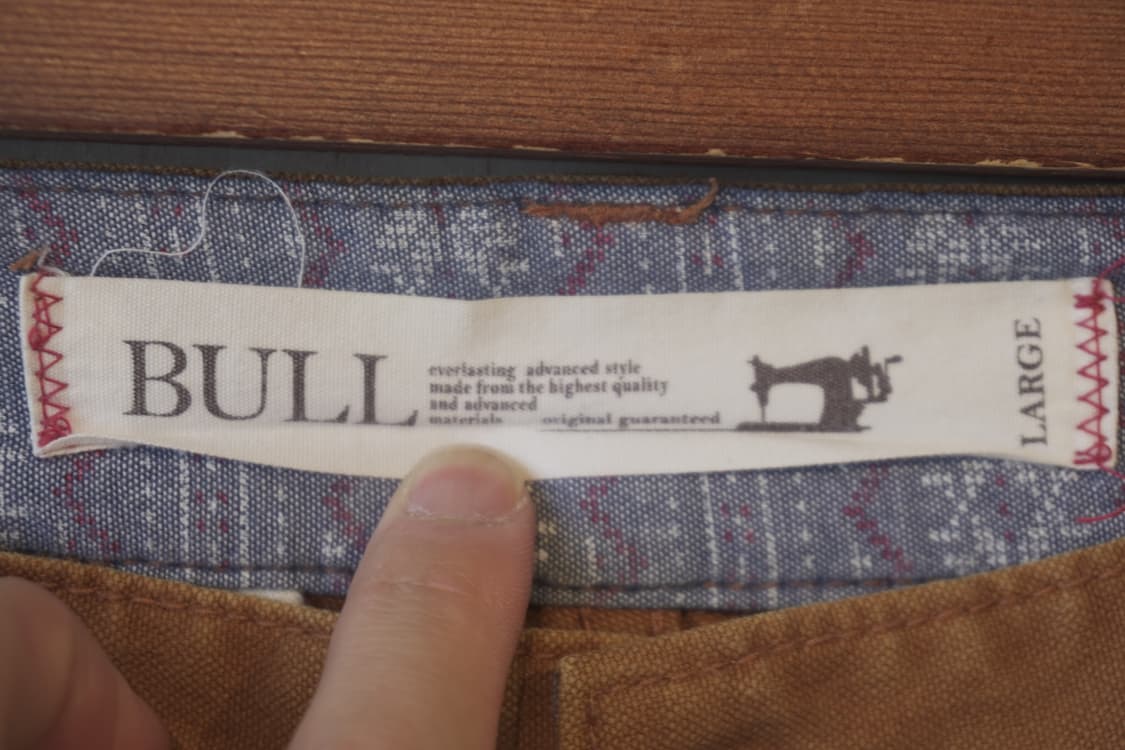 BULL
everlasting advanced style
made from the highest quality
and advanced
materials original guaranteed
LARGE